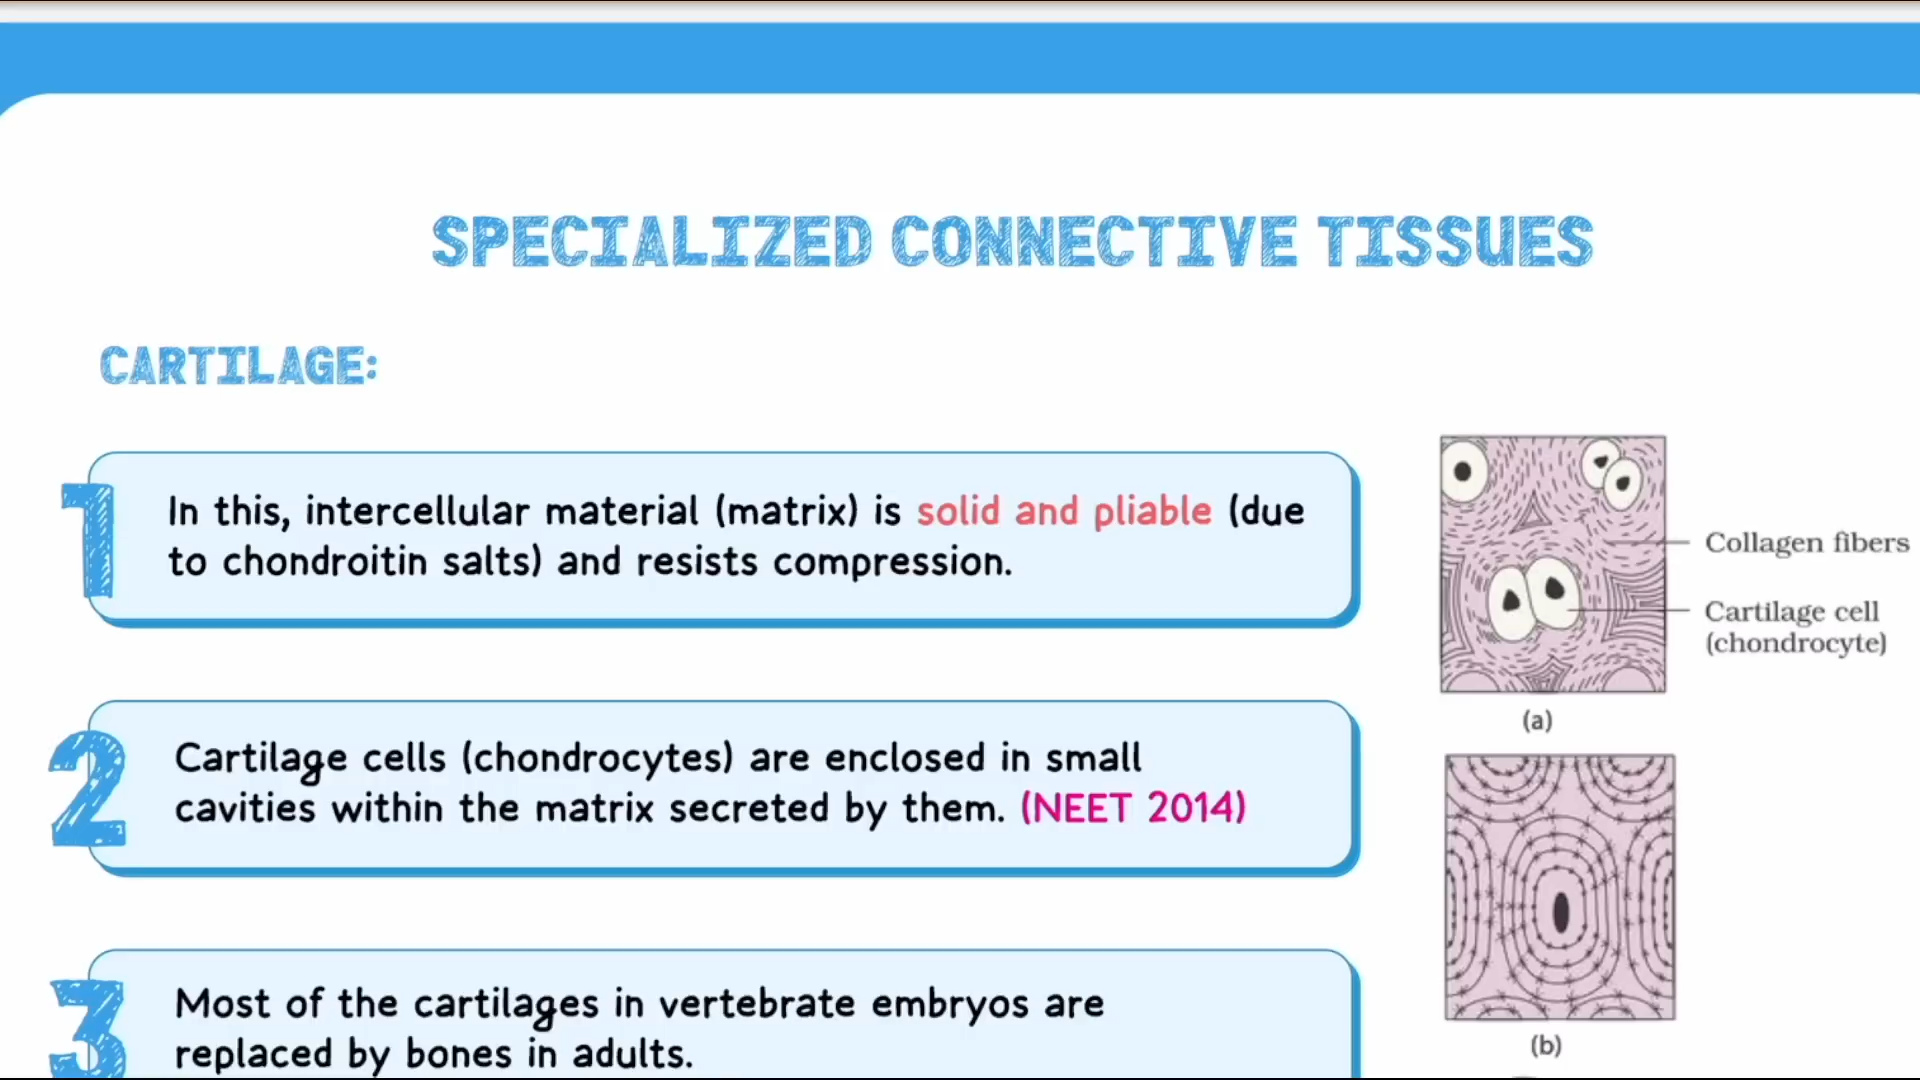 SPECIALIZED CONNECTIVE TISSUES
CARTILAGE:
1
In this, intercellular material (matrix) is solid and pliable (due
to chondroitin salts) and resists compression.
2
Cartilage cells (chondrocytes) are enclosed in small
cavities within the matrix secreted by them. (NEET 2014)
3
Most of the cartilages in vertebrate embryos are
replaced by bones in adults.
Collagen fibers
Cartilage cell
(chondrocyte)
(a)
(b)